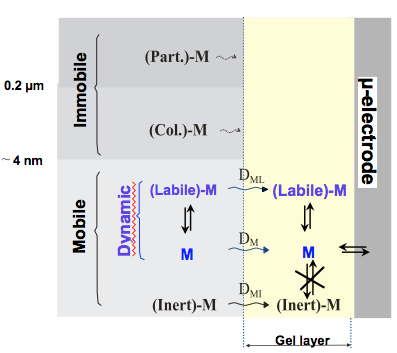 (Part.)-M
0.2 µm
Immobile
(Col.)-M
~ 4 nm
µ-electrode
Mobile
Dynamic
(Labile)-M
D_ML
(Labile)-M
M
D_M
M
(Inert)-M
D_MI
(Inert)-M
Gel layer